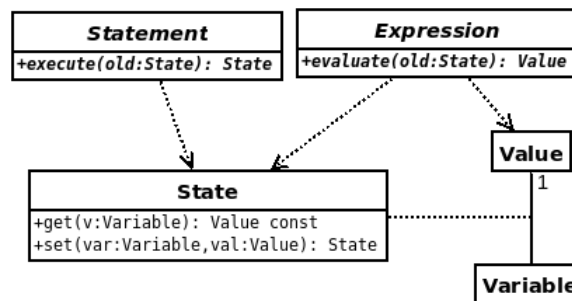 Statement
+execute(old:State): State
Expression
+evaluate(old:State): Value
Value
1
State
+get(v:Variable): Value const
+set(var:Variable,val:Value): State
Variable